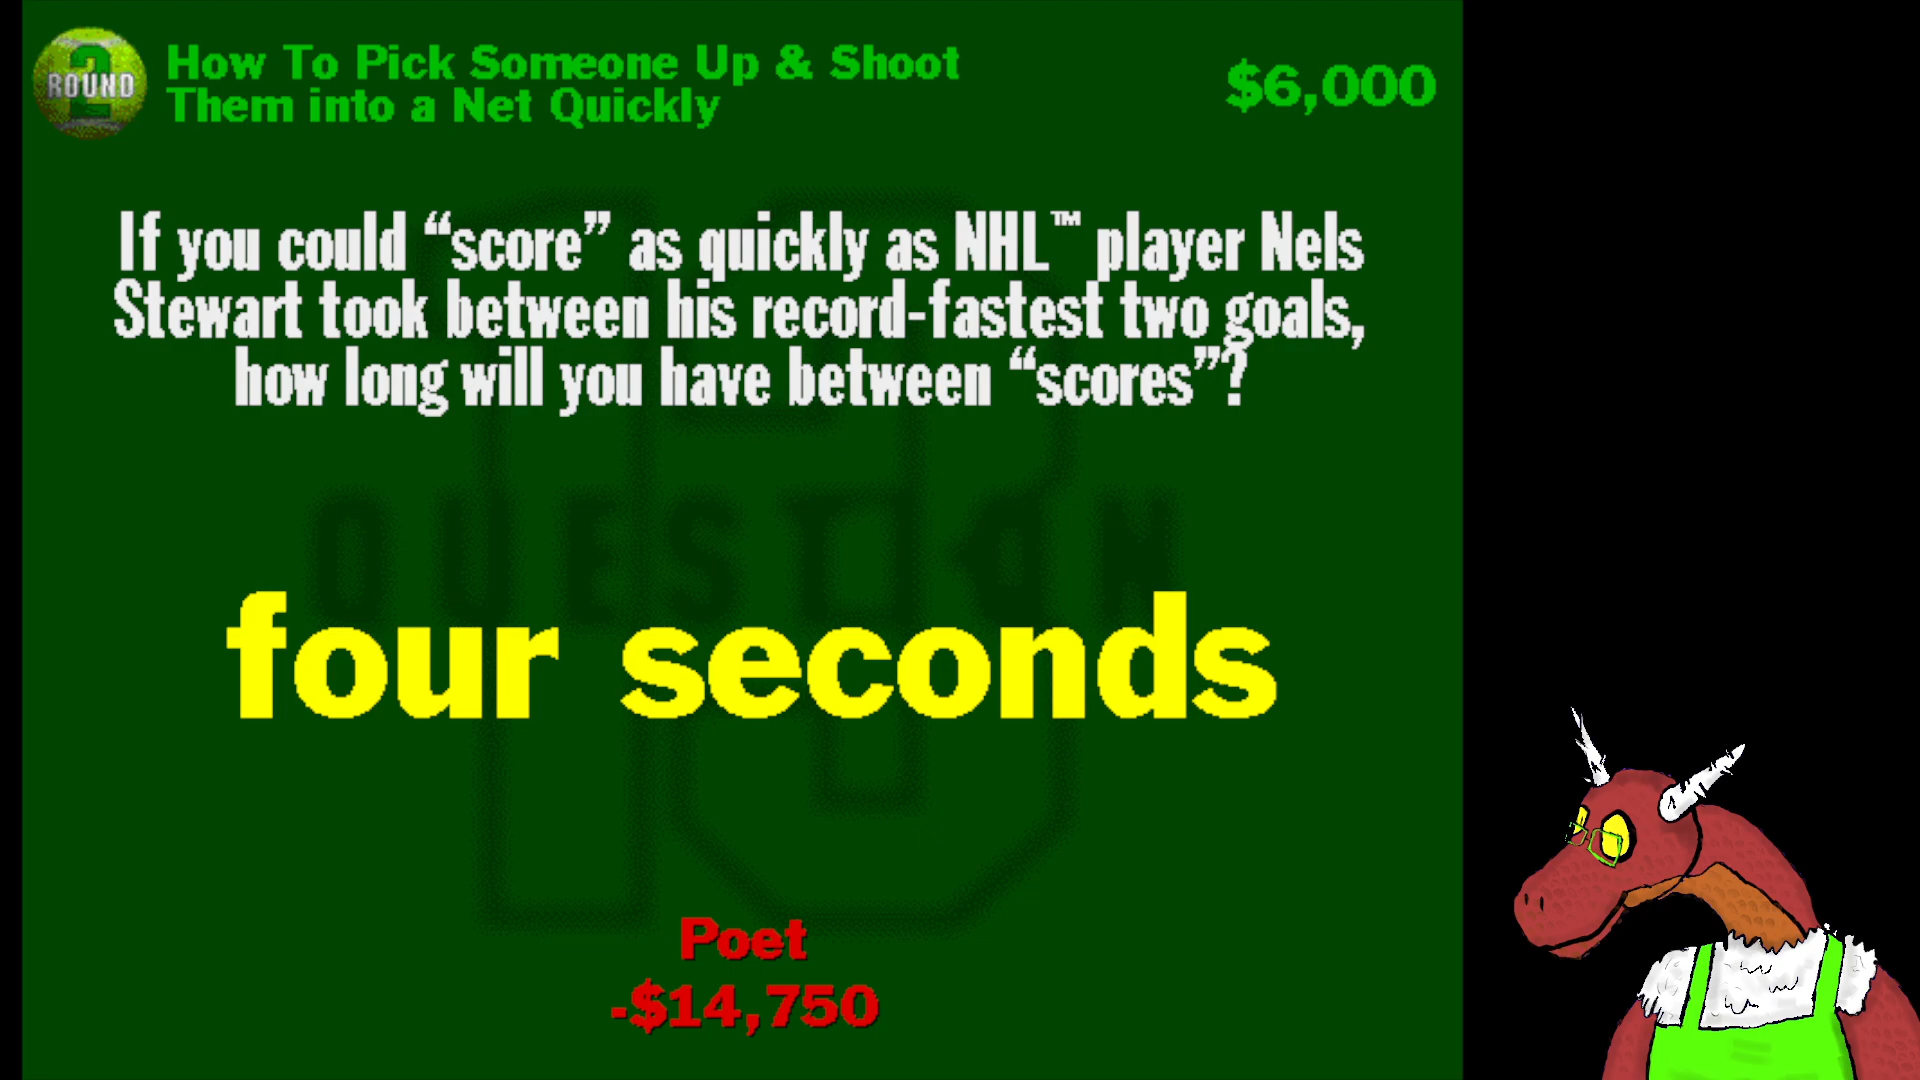 ROUND 2
How To Pick Someone Up & Shoot
Them into a Net Quickly
$6,000
If you could “score” as quickly as NHL™ player Nels
Stewart took between his record-fastest two goals,
how long will you have between “scores”?
QUESTION
four seconds
Poet
-$14,750